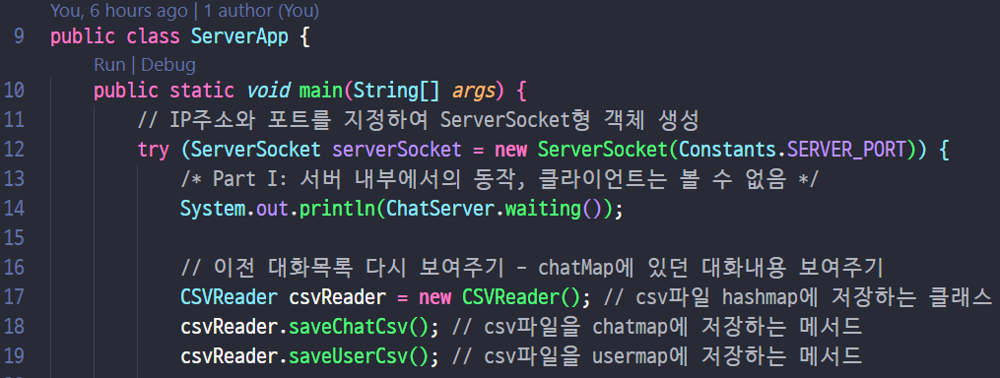 You, 6 hours ago | 1 author (You)
9 public class ServerApp {
Run | Debug
10 public static void main(String[] args) {
11 // IP주소와 포트를 지정하여 ServerSocket형 객체 생성
12 try (ServerSocket serverSocket = new ServerSocket(Constants.SERVER_PORT)) {
13 /* Part I: 서버 내부에서의 동작, 클라이언트는 볼 수 없음 */
14 System.out.println(ChatServer.waiting());
15
16 // 이전 대화목록 다시 보여주기 - chatMap에 있던 대화내용 보여주기
17 CSVReader csvReader = new CSVReader(); // csv파일 hashmap에 저장하는 클래스
18 csvReader.saveChatCsv(); // csv파일을 chatmap에 저장하는 메서드
19 csvReader.saveUserCsv(); // csv파일을 usermap에 저장하는 메서드